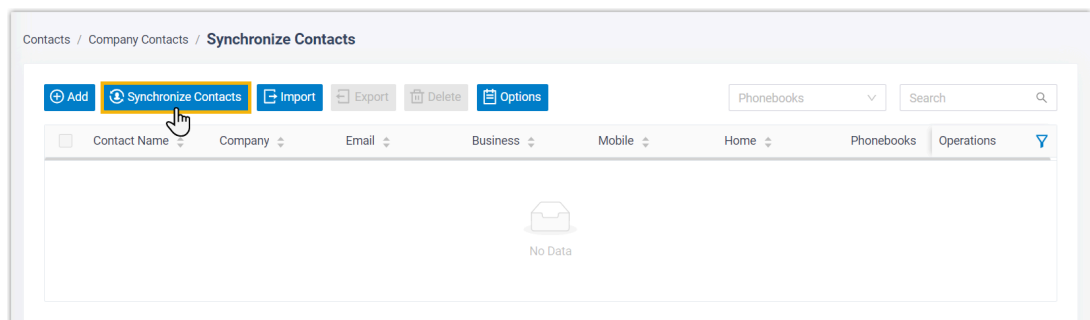 Contacts / Company Contacts / Synchronize Contacts
Add Synchronize Contacts Import Export Delete Options Phonebooks Search
Contact Name Company Email Business Mobile Home Phonebooks Operations
No Data